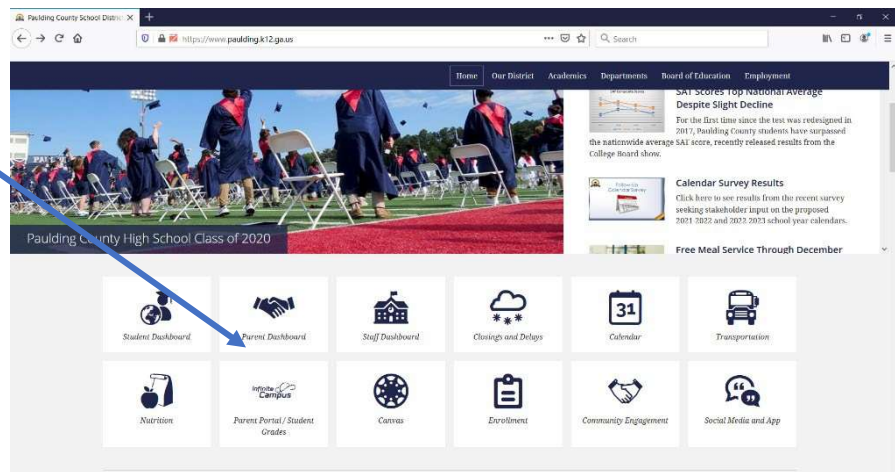 Paulding County School District
https://www.paulding.k12.ga.us
Search
Home Our District Academics Departments Board of Education Employment
SAT Scores Top National Average
Despite Slight Decline
For the first time since the test was redesigned in
2017, Paulding County students have surpassed
the nationwide average SAT score, recently released results from the
College Board show.
Calendar Survey Results
Click here to see results from the recent survey
seeking stakeholder input on the proposed
2021-2022 and 2022-2023 school year calendars.
Free Meal Service Through December
Paulding County High School Class of 2020
Student Dashboard
Parent Dashboard
Staff Dashboard
Closings and Delays
31
Calendar
Transportation
Nutrition
Infinite
Campus
Parent Portal / Student
Grades
Canvas
Enrollment
Community Engagement
Social Media and App